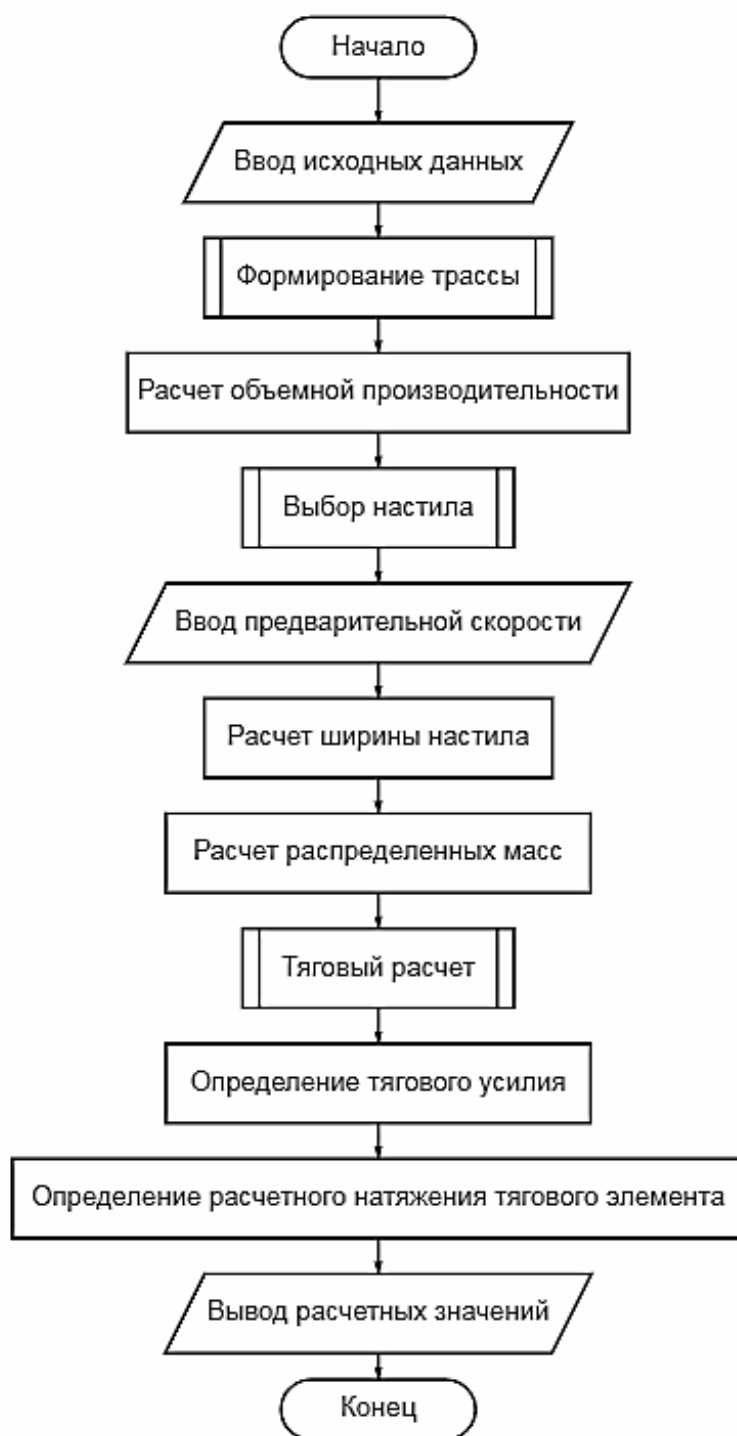 Начало
Ввод исходных данных
Формирование трассы
Расчет объемной производительности
Выбор настила
Ввод предварительной скорости
Расчет ширины настила
Расчет распределенных масс
Тяговый расчет
Определение тягового усилия
Определение расчетного натяжения тягового элемента
Вывод расчетных значений
Конец